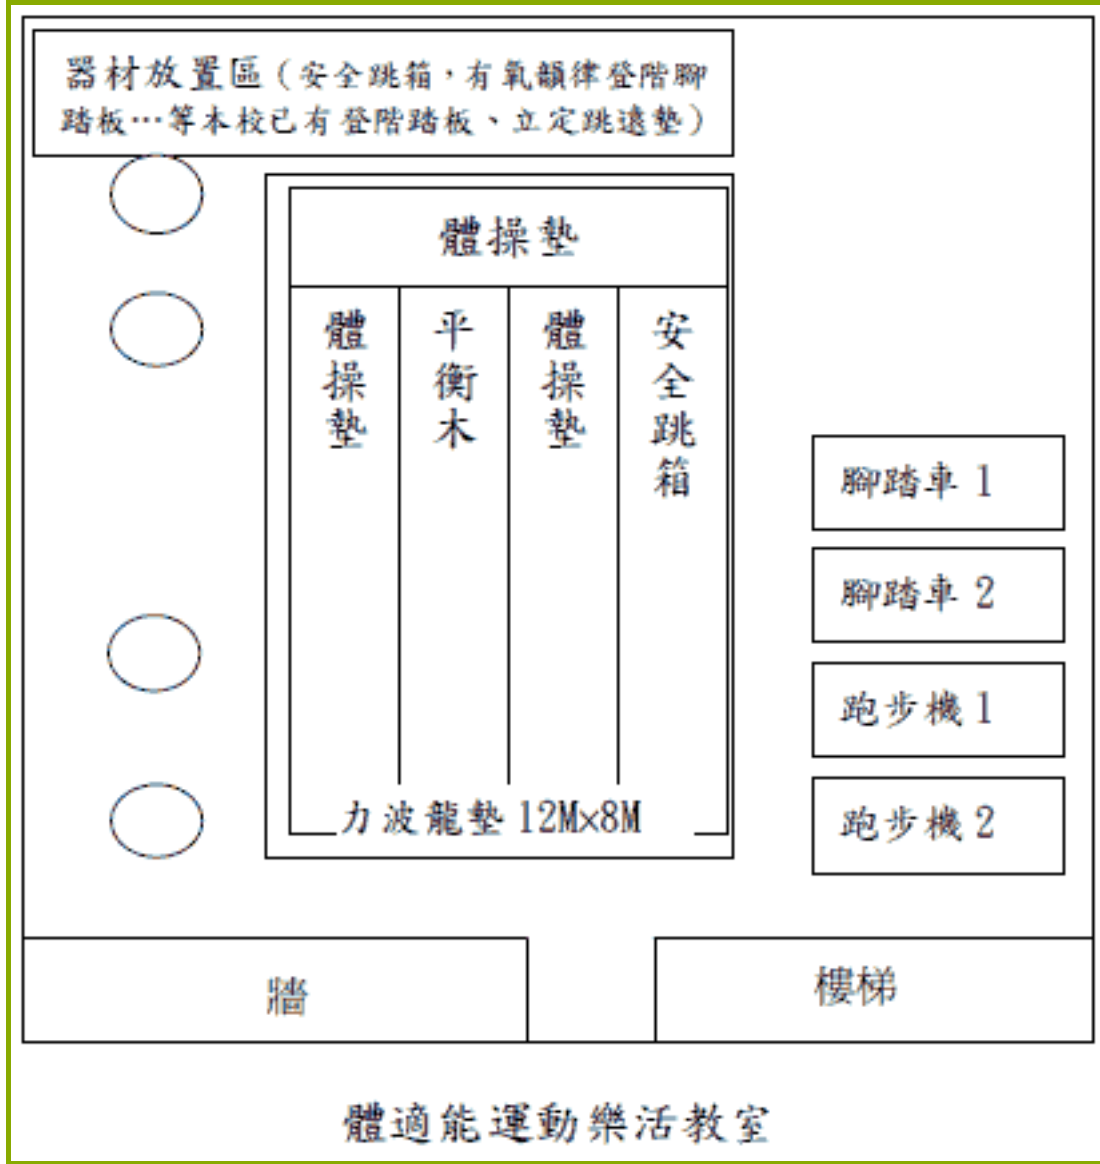 器材放置區(安全跳箱，有氧韻律登階腳
踏板…等本校已有登階踏板、立定跳遠墊)
體操墊
體操墊
平衡木
體操墊
安全跳箱
力波龍墊 12M×8M
腳踏車 1
腳踏車 2
跑步機 1
跑步機 2
牆
樓梯
體適能運動樂活教室